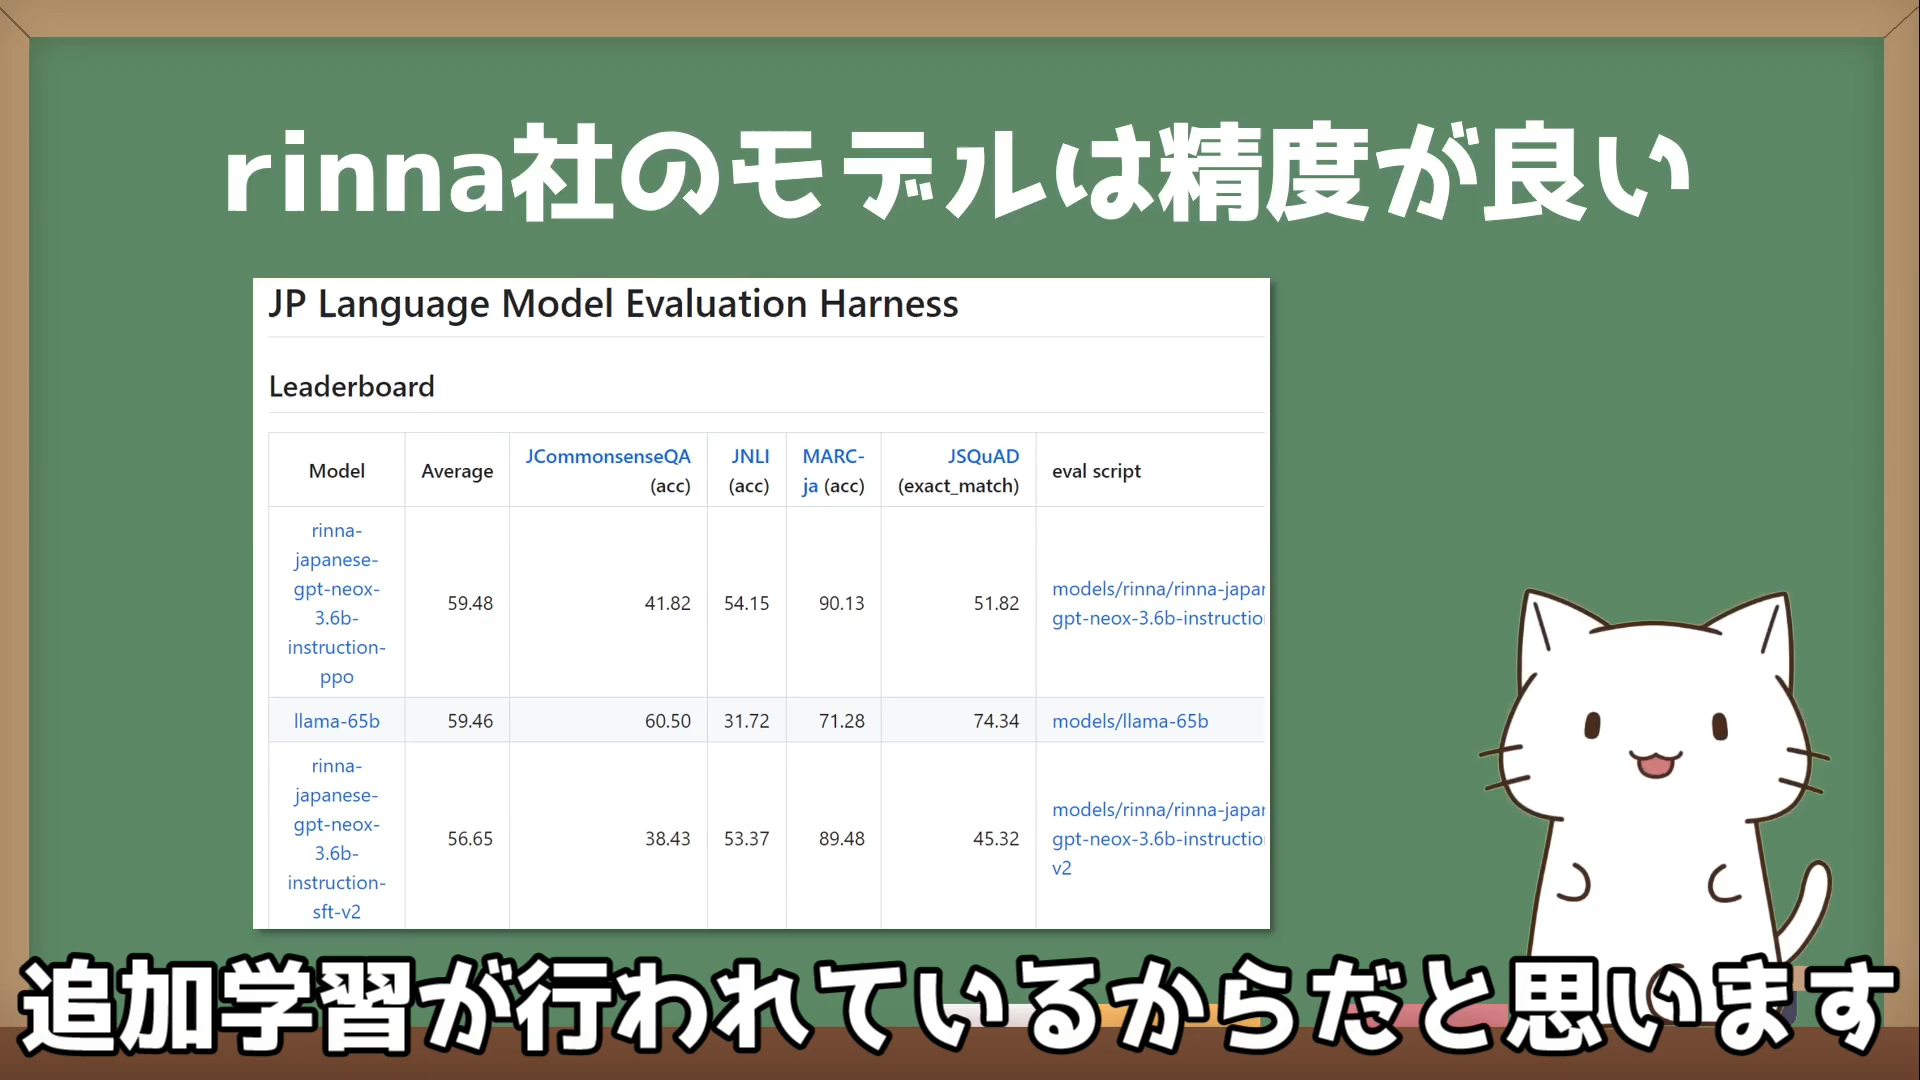 rinna社のモデルは精度が良い
JP Language Model Evaluation Harness
Leaderboard
Model Average JCommonsenseQA (acc) JNLI (acc) MARC-ja (acc) JSQuAD (exact_match) eval script
rinna-japanese-gpt-neox-3.6b-instruction-ppo 59.48 41.82 54.15 90.13 51.82 models/rinna/rinna-japan gpt-neox-3.6b-instructio
llama-65b 59.46 60.50 31.72 71.28 74.34 models/llama-65b
rinna-japanese-gpt-neox-3.6b-instruction-sft-v2 56.65 38.43 53.37 89.48 45.32 models/rinna/rinna-japan gpt-neox-3.6b-instructio v2
追加学習が行われているからだと思います